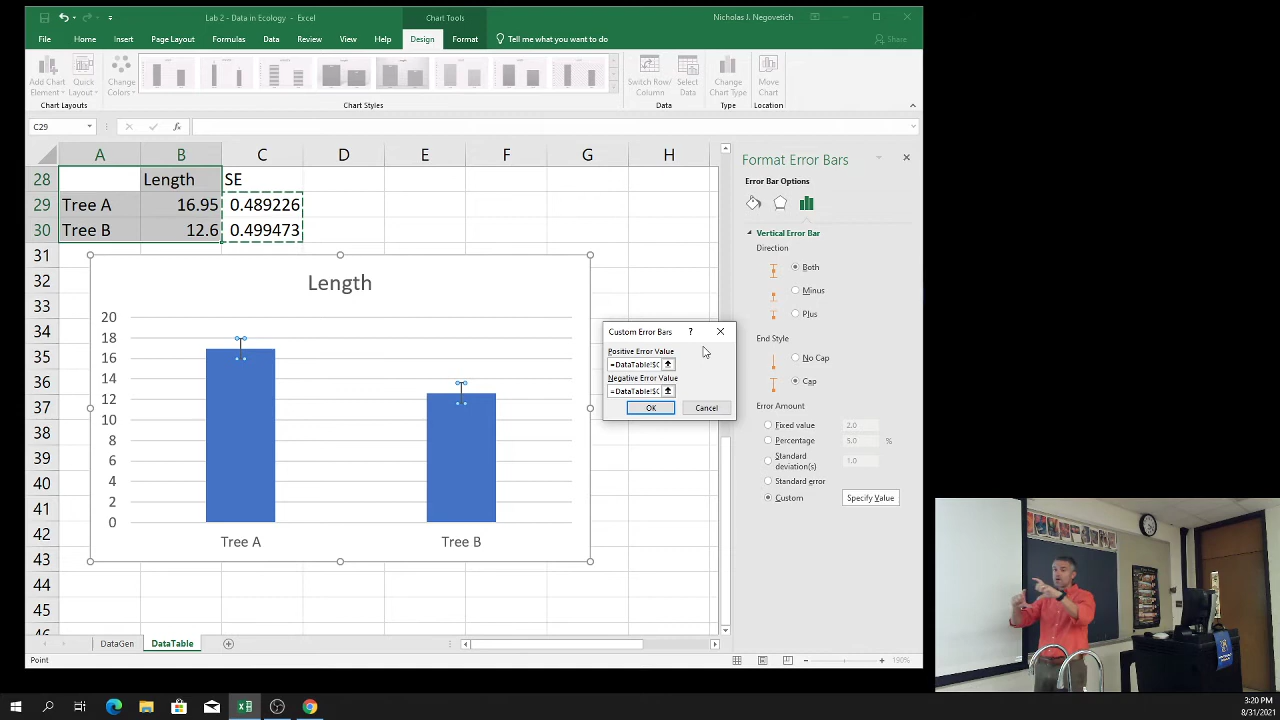 Lab 2 - Data in Ecology - Excel
Chart Tools
Nicholas J. Negovetich
File Home Insert Page Layout Formulas Data Review View Help Design Format Tell me what you want to do Share
Add Chart Element
Quick Layout
Change Colors
Switch Row/ Column
Select Data
Change Chart Type
Move Chart
Chart Layouts Chart Styles Data Type Location
C29 fx
A B C D E F G H
28 Length SE
29 Tree A 16.95 0.489226
30 Tree B 12.6 0.499473
31
32
33
34
35
36
37
38
39
40
41
42
43
44
45
46
Length
20
18
16
14
12
10
8
6
4
2
0
Tree A Tree B
Custom Error Bars ?
Positive Error Value
=DataTable!$C
Negative Error Value
=DataTable!$C
OK Cancel
Format Error Bars
Error Bar Options
Vertical Error Bar
Direction
Both
Minus
Plus
End Style
No Cap
Cap
Error Amount
Fixed value 2.0
Percentage 5.0 %
Standard deviation(s) 1.0
Standard error
Custom Specify Value
DataGen DataTable
Point 190%
3:20 PM
8/31/2021